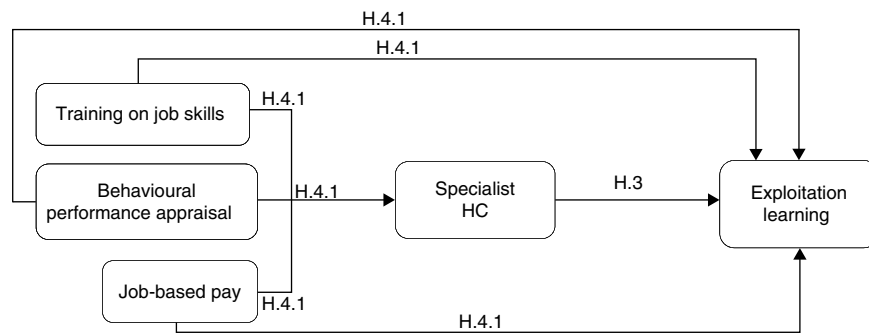 H.4.1
H.4.1
H.4.1
Training on job skills
Behavioural
performance appraisal
H.4.1
Specialist
HC
H.3
Exploitation
learning
Job-based pay
H.4.1
H.4.1